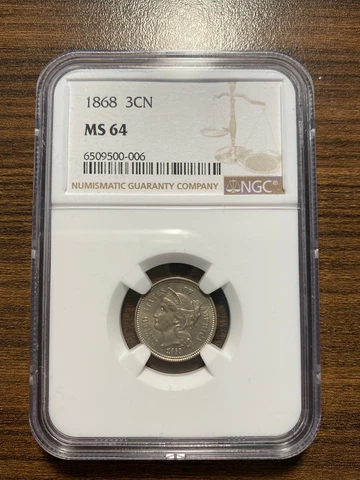 1868 3CN
MS 64
6509500-006
NUMISMATIC GUARANTY COMPANY
NGC®